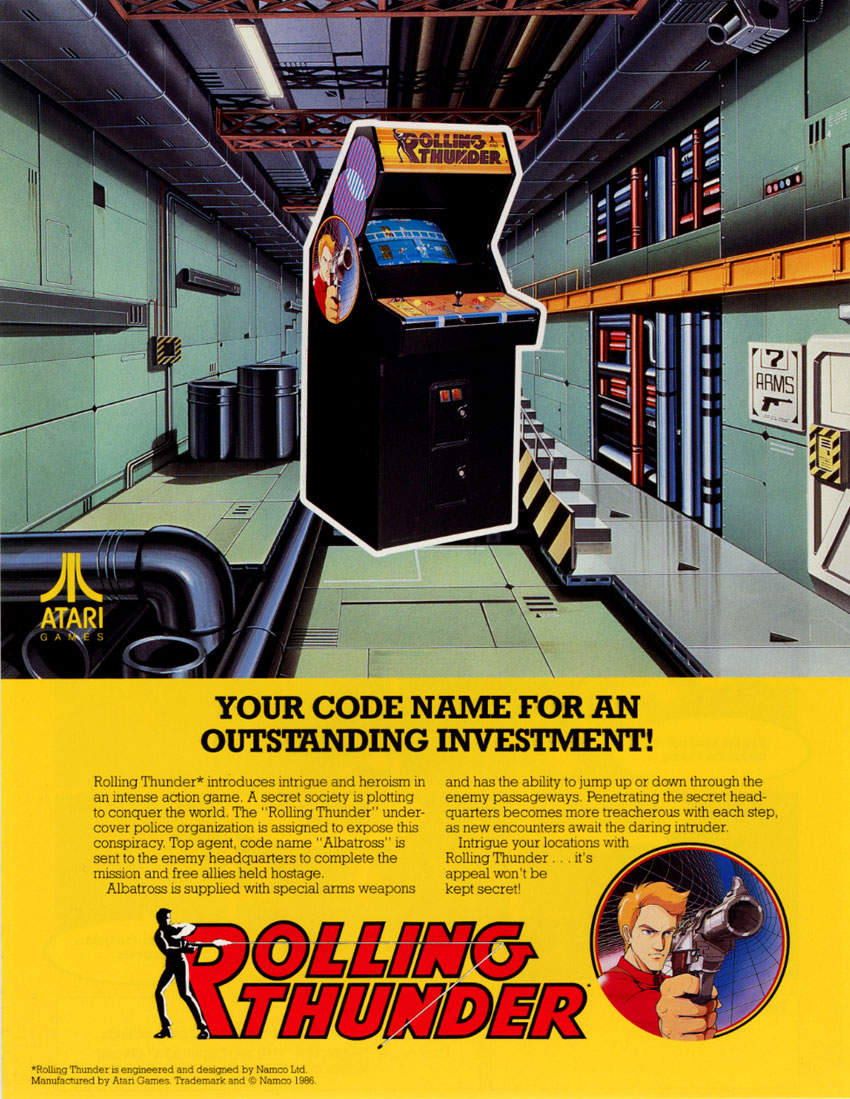 ROLLING
THUNDER
7
ARMS
ATARI
GAMES
YOUR CODE NAME FOR AN
OUTSTANDING INVESTMENT!
Rolling Thunder* introduces intrigue and heroism in
an intense action game. A secret society is plotting
to conquer the world. The "Rolling Thunder" under-
cover police organization is assigned to expose this
conspiracy. Top agent, code name "Albatross" is
sent to the enemy headquarters to complete the
mission and free allies held hostage.
Albatross is supplied with special arms weapons
and has the ability to jump up or down through the
enemy passageways. Penetrating the secret head-
quarters becomes more treacherous with each step,
as new encounters await the daring intruder.
Intrigue your locations with
Rolling Thunder . . . it's
appeal won't be
kept secret!
ROLLING
THUNDER*
*Rolling Thunder is engineered and designed by Namco Ltd.
Manufactured by Atari Games. Trademark and © Namco 1986.